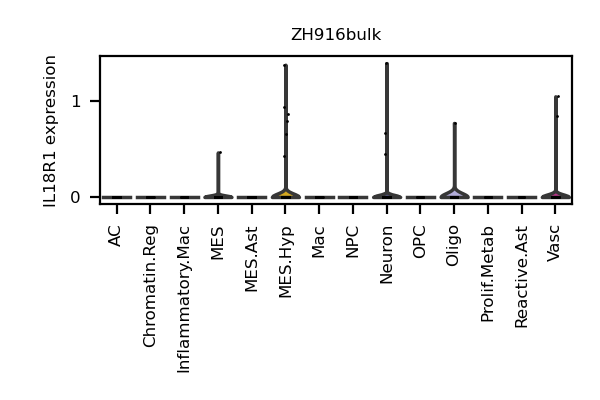 ZH916bulk
IL18R1 expression
1
0
AC
Chromatin.Reg
Inflammatory.Mac
MES
MES.Ast
MES.Hyp
Mac
NPC
Neuron
OPC
Oligo
Prolif.Metab
Reactive.Ast
Vasc